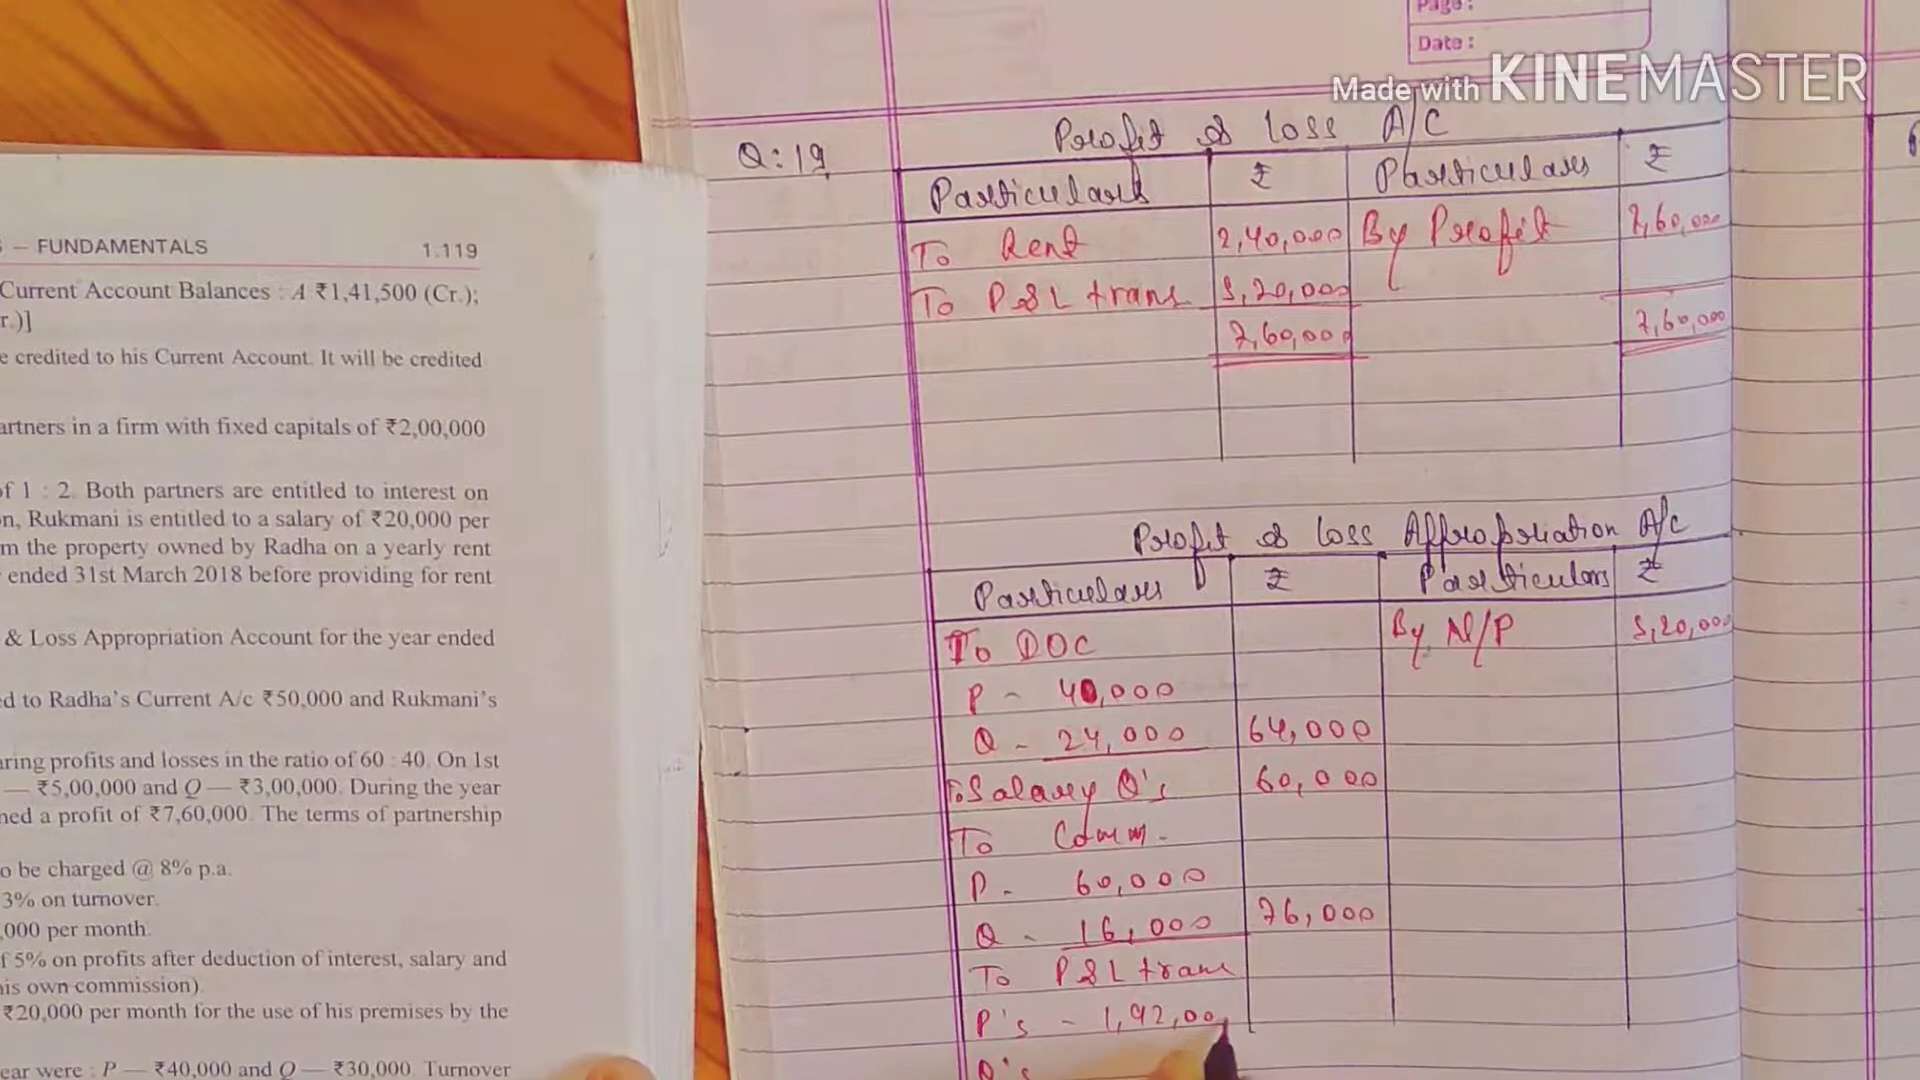 Page :
Date :
Made with KINEMASTER
Q:19
Profit & Loss A/C
Particulars ₹ Particulars ₹
To Rent 2,40,000 By Profit 7,60,000
To P&L trans 5,20,000
7,60,000 7,60,000
Profit & Loss Appropriation A/c
Particulars ₹ Particulars ₹
To DOC By N/P 5,20,000
P - 40,000
Q - 24,000 64,000
To Salary Q's 60,000
To Comm.
P - 60,000
Q - 16,000 76,000
To P&L trans
P's - 1,92,00
Q's
– FUNDAMENTALS 1.119
Current Account Balances : A ₹1,41,500 (Cr.);
r.)]
e credited to his Current Account. It will be credited
artners in a firm with fixed capitals of ₹2,00,000
of 1 : 2. Both partners are entitled to interest on
n, Rukmani is entitled to a salary of ₹20,000 per
m the property owned by Radha on a yearly rent
ended 31st March 2018 before providing for rent
& Loss Appropriation Account for the year ended
ed to Radha's Current A/c ₹50,000 and Rukmani's
aring profits and losses in the ratio of 60 : 40. On 1st
— ₹5,00,000 and Q — ₹3,00,000. During the year
ned a profit of ₹7,60,000. The terms of partnership
o be charged @ 8% p.a.
3% on turnover.
,000 per month.
f 5% on profits after deduction of interest, salary and
his own commission).
₹20,000 per month for the use of his premises by the
ear were : P — ₹40,000 and Q — ₹30,000. Turnover